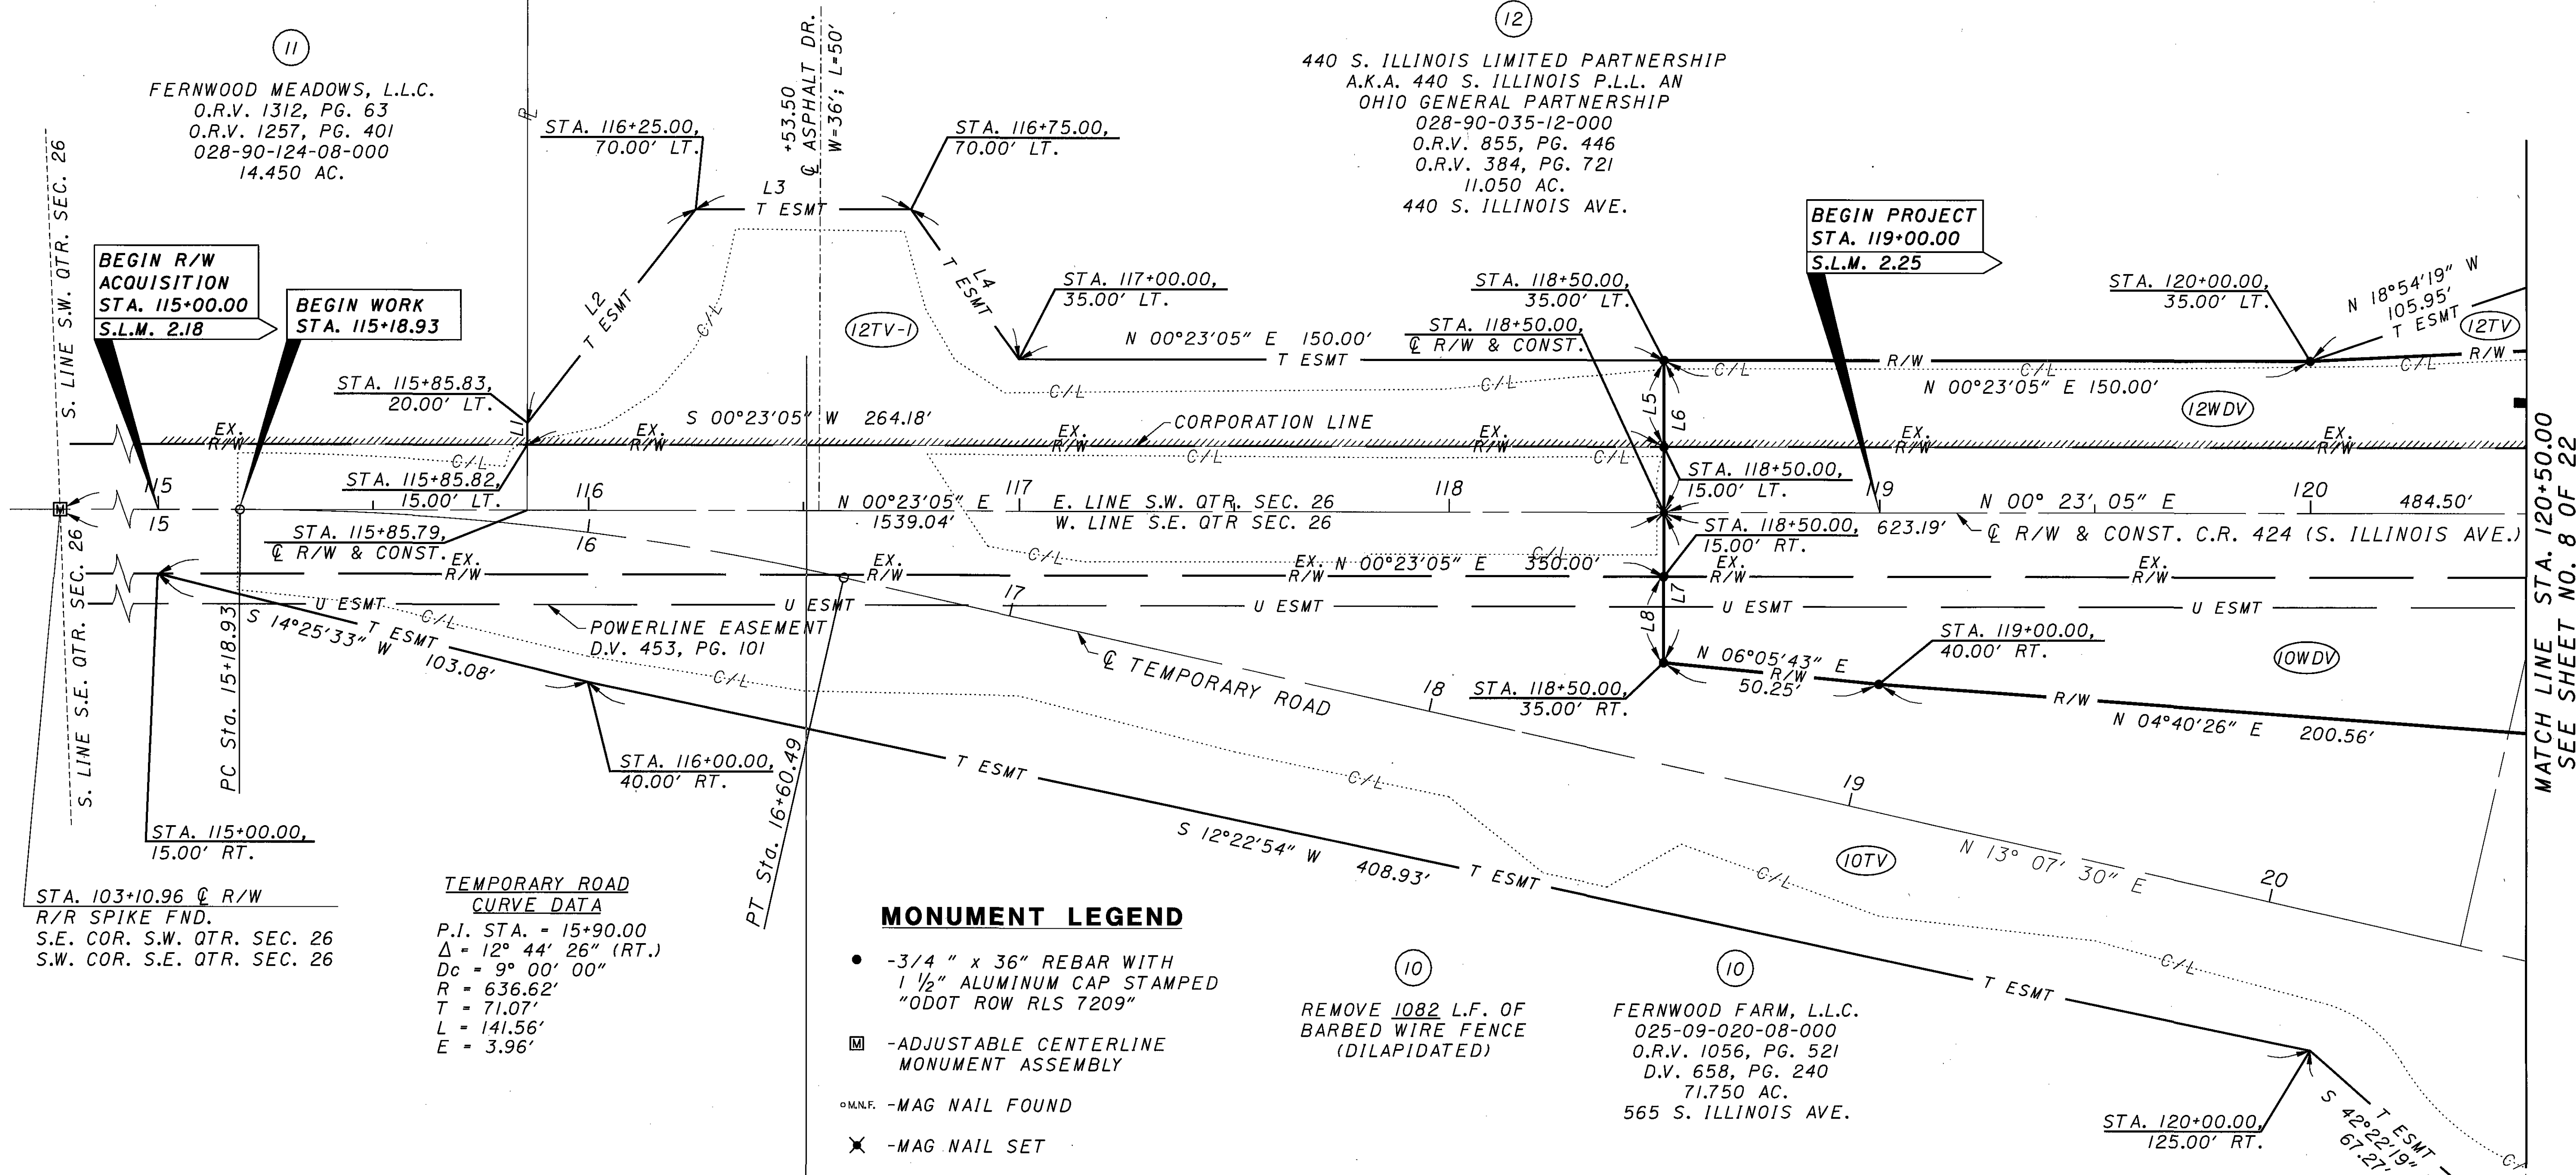 11
FERNWOOD MEADOWS, L.L.C.
O.R.V. 1312, PG. 63
O.R.V. 1257, PG. 401
028-90-124-08-000
14.450 AC.
12
440 S. ILLINOIS LIMITED PARTNERSHIP
A.K.A. 440 S. ILLINOIS P.L.L. AN
OHIO GENERAL PARTNERSHIP
028-90-035-12-000
O.R.V. 855, PG. 446
O.R.V. 384, PG. 721
11.050 AC.
440 S. ILLINOIS AVE.
+53.50
℄ ASPHALT DR.
W=36'; L=50'
STA. 116+25.00,
70.00' LT.
STA. 116+75.00,
70.00' LT.
L3
T ESMT
L2
T ESMT
L4
T ESMT
C/L
12TV-1
S. LINE S.W. QTR. SEC. 26
S. LINE S.E. QTR. SEC. 26
BEGIN R/W
ACQUISITION
STA. 115+00.00
S.L.M. 2.18
BEGIN WORK
STA. 115+18.93
BEGIN PROJECT
STA. 119+00.00
S.L.M. 2.25
STA. 117+00.00,
35.00' LT.
STA. 118+50.00,
35.00' LT.
STA. 118+50.00,
℄ R/W & CONST.
STA. 120+00.00,
35.00' LT.
N 18°54'19" W
105.95'
T ESMT
12TV
N 00°23'05" E 150.00'
T ESMT
R/W
R/W
C/L
C/L
C/L
C/L
C/L
N 00°23'05" E 150.00'
12WDV
STA. 115+85.83,
20.00' LT.
L1
L5
L6
S 00°23'05" W 264.18'
CORPORATION LINE
EX.
R/W
EX.
R/W
EX.
R/W
EX.
R/W
EX.
R/W
EX.
R/W
C/L
C/L
C/L
STA. 115+85.82,
15.00' LT.
STA. 118+50.00,
15.00' LT.
115
15
116
16
117
118
119
120
N 00°23'05" E
1539.04'
E. LINE S.W. QTR. SEC. 26
W. LINE S.E. QTR SEC. 26
N 00° 23' 05" E
484.50'
STA. 115+85.79,
℄ R/W & CONST.
STA. 118+50.00,
15.00' RT.
623.19'
℄ R/W & CONST. C.R. 424 (S. ILLINOIS AVE.)
C/L
C/L
EX.
R/W
EX.
R/W
EX.
R/W
N 00°23'05" E 350.00'
EX.
R/W
EX.
R/W
U ESMT
U ESMT
U ESMT
U ESMT
U ESMT
C/L
POWERLINE EASEMENT
D.V. 453, PG. 101
S 14°25'33" W
T ESMT
103.08'
C/L
17
18
19
20
℄ TEMPORARY ROAD
L7
L8
STA. 118+50.00,
35.00' RT.
N 06°05'43" E
R/W
50.25'
STA. 119+00.00,
40.00' RT.
10WDV
R/W
N 04°40'26" E 200.56'
MATCH LINE STA. 120+50.00
SEE SHEET NO. 8 OF 22
PC Sta. 15+18.93
PT Sta. 16+60.49
STA. 116+00.00,
40.00' RT.
STA. 115+00.00,
15.00' RT.
T ESMT
C/L
S 12°22'54" W 408.93'
T ESMT
10TV
N 13° 07' 30" E
C/L
C/L
T ESMT
STA. 120+00.00,
125.00' RT.
T ESMT
S 42°22'19"
67.27'
STA. 103+10.96 ℄ R/W
R/R SPIKE FND.
S.E. COR. S.W. QTR. SEC. 26
S.W. COR. S.E. QTR. SEC. 26
TEMPORARY ROAD
CURVE DATA
P.I. STA. = 15+90.00
Δ = 12° 44' 26" (RT.)
Dc = 9° 00' 00"
R = 636.62'
T = 71.07'
L = 141.56'
E = 3.96'
MONUMENT LEGEND
-3/4 " x 36" REBAR WITH
1 1/2" ALUMINUM CAP STAMPED
"ODOT ROW RLS 7209"
M -ADJUSTABLE CENTERLINE
MONUMENT ASSEMBLY
M.N.F. -MAG NAIL FOUND
-MAG NAIL SET
10
REMOVE 1082 L.F. OF
BARBED WIRE FENCE
(DILAPIDATED)
10
FERNWOOD FARM, L.L.C.
025-09-020-08-000
O.R.V. 1056, PG. 521
D.V. 658, PG. 240
71.750 AC.
565 S. ILLINOIS AVE.